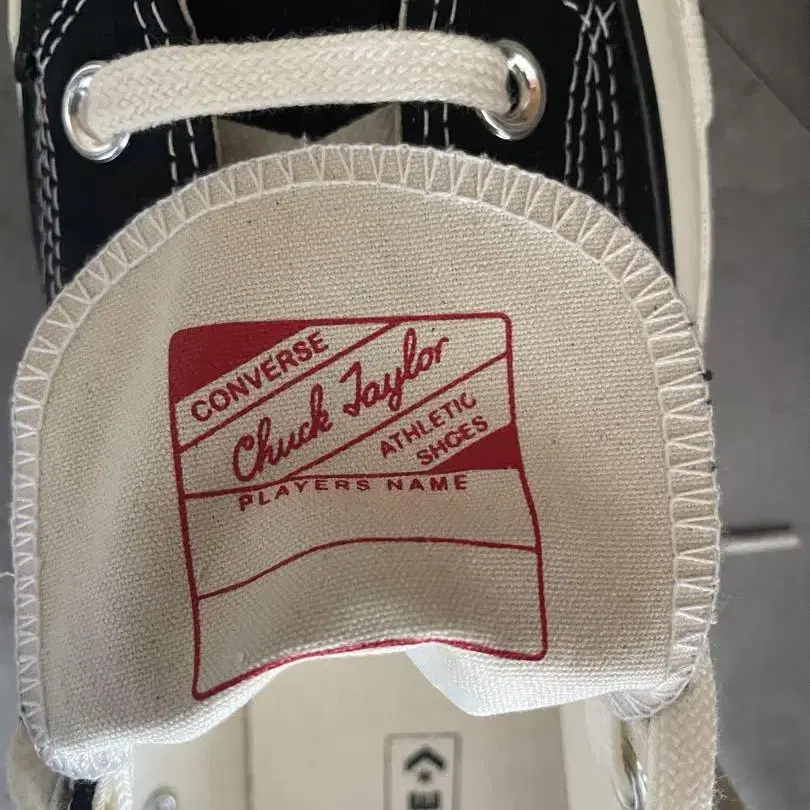 CONVERSE
Chuck Taylor
ATHLETIC
SHOES
PLAYERS NAME